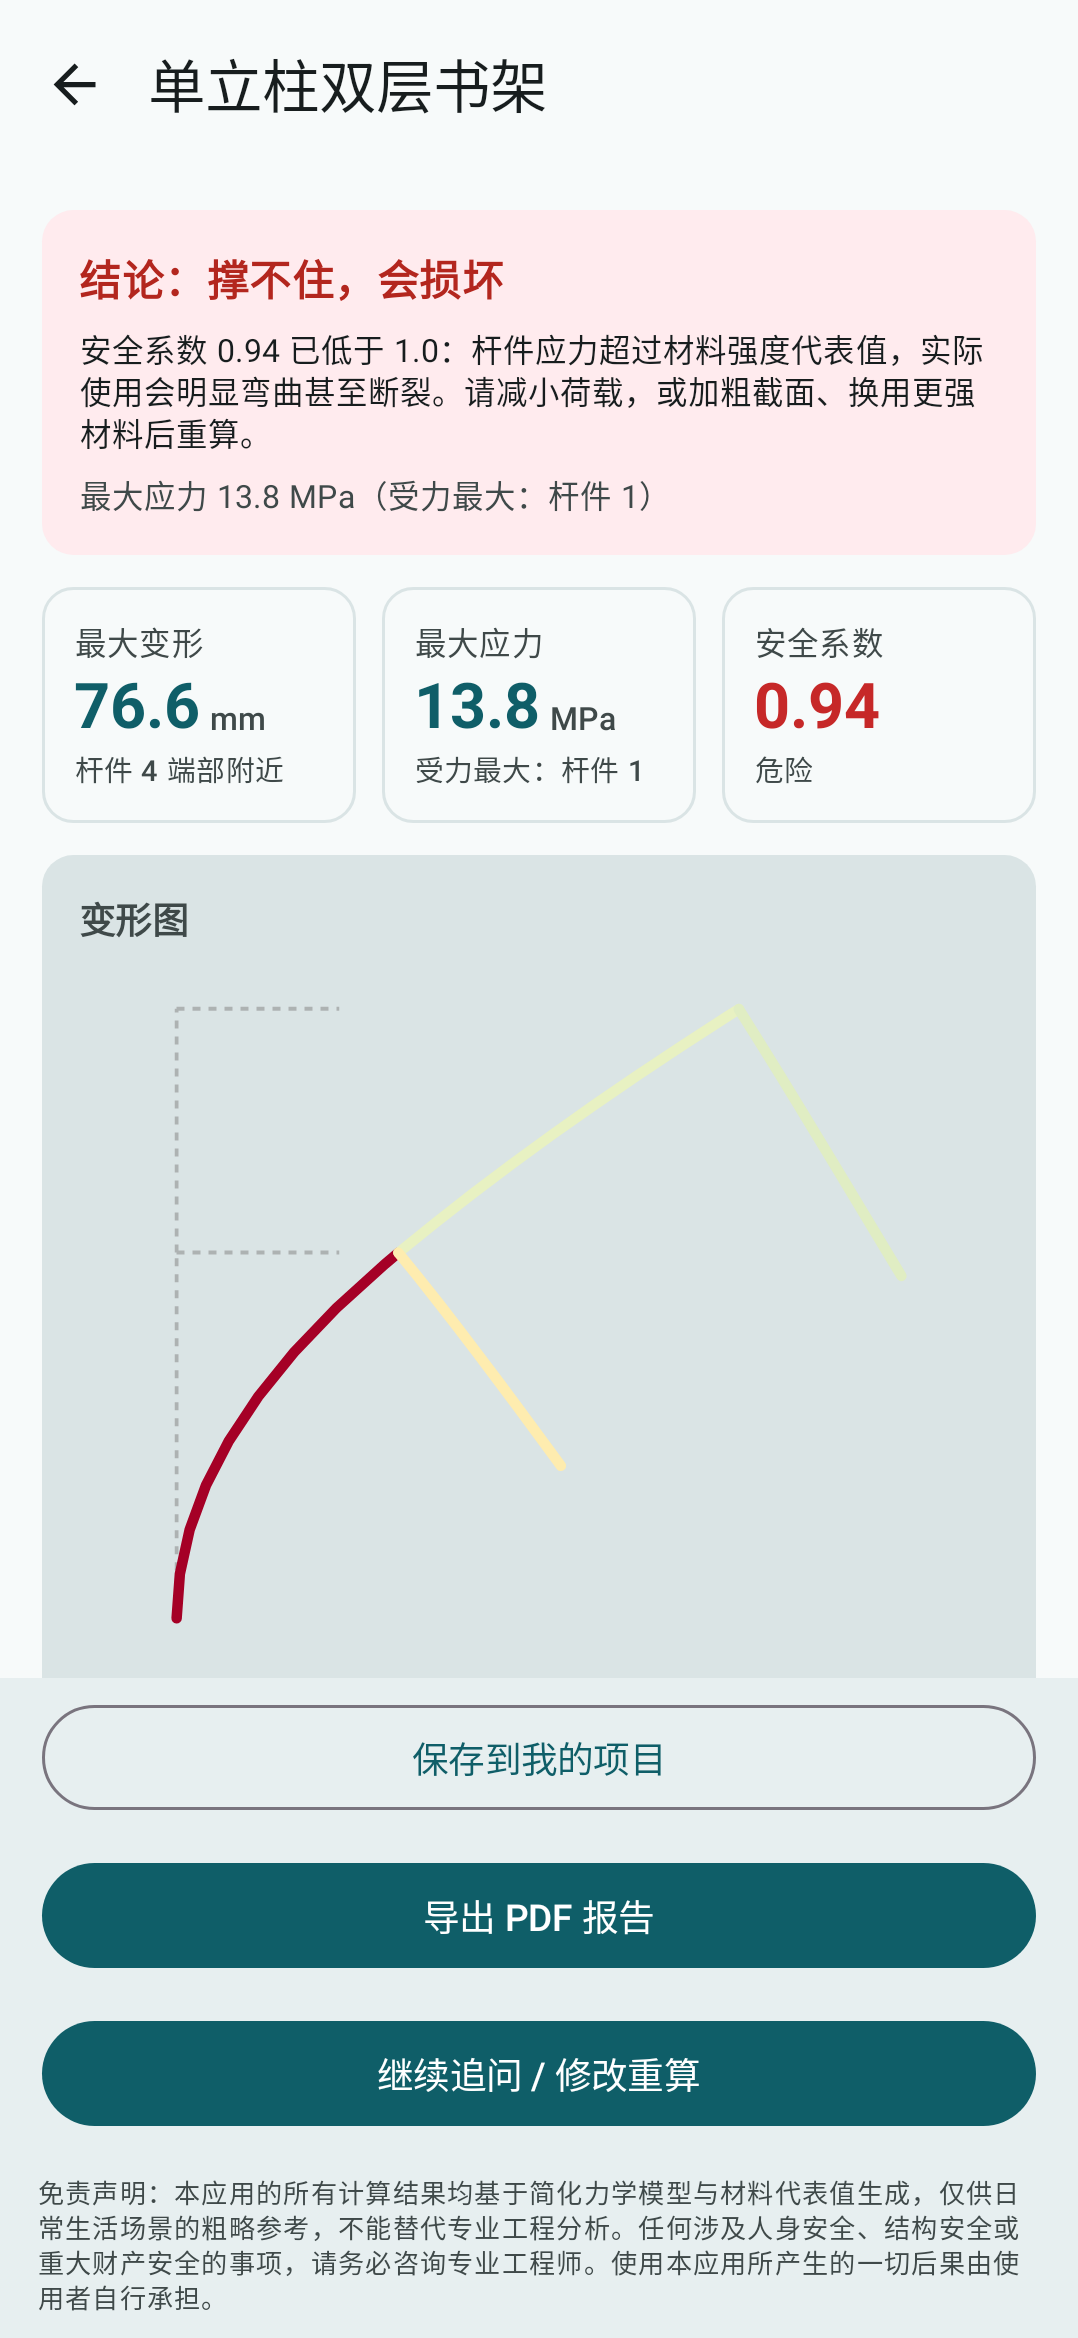 单立柱双层书架
结论：撑不住，会损坏
安全系数 0.94 已低于 1.0：杆件应力超过材料强度代表值，实际
使用会明显弯曲甚至断裂。请减小荷载，或加粗截面、换用更强
材料后重算。
最大应力 13.8 MPa（受力最大：杆件 1）
最大变形
76.6 mm
杆件 4 端部附近
最大应力
13.8 MPa
受力最大：杆件 1
安全系数
0.94
危险
变形图
保存到我的项目
导出 PDF 报告
继续追问 / 修改重算
免责声明：本应用的所有计算结果均基于简化力学模型与材料代表值生成，仅供日
常生活场景的粗略参考，不能替代专业工程分析。任何涉及人身安全、结构安全或
重大财产安全的事项，请务必咨询专业工程师。使用本应用所产生的一切后果由使
用者自行承担。